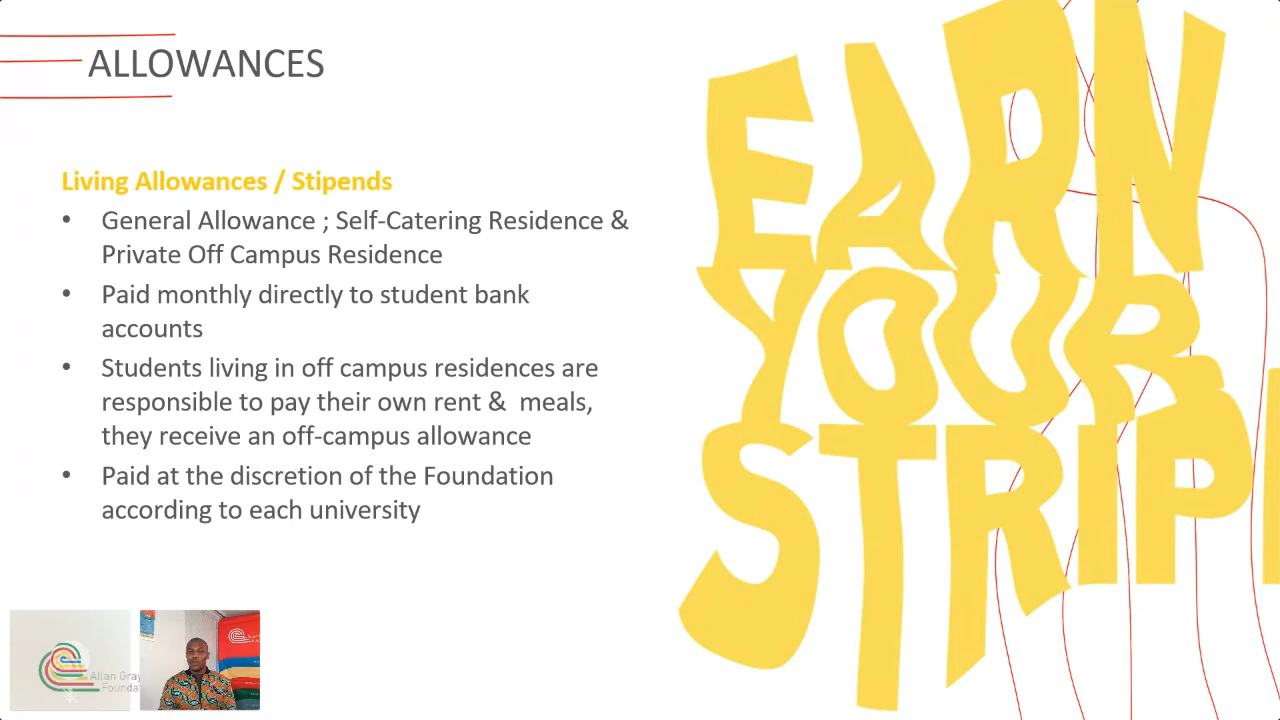 ALLOWANCES
Living Allowances / Stipends
• General Allowance ; Self-Catering Residence &
Private Off Campus Residence
• Paid monthly directly to student bank
accounts
• Students living in off campus residences are
responsible to pay their own rent & meals,
they receive an off-campus allowance
• Paid at the discretion of the Foundation
according to each university
EARN
YOUR
STRIP
Allan Gray